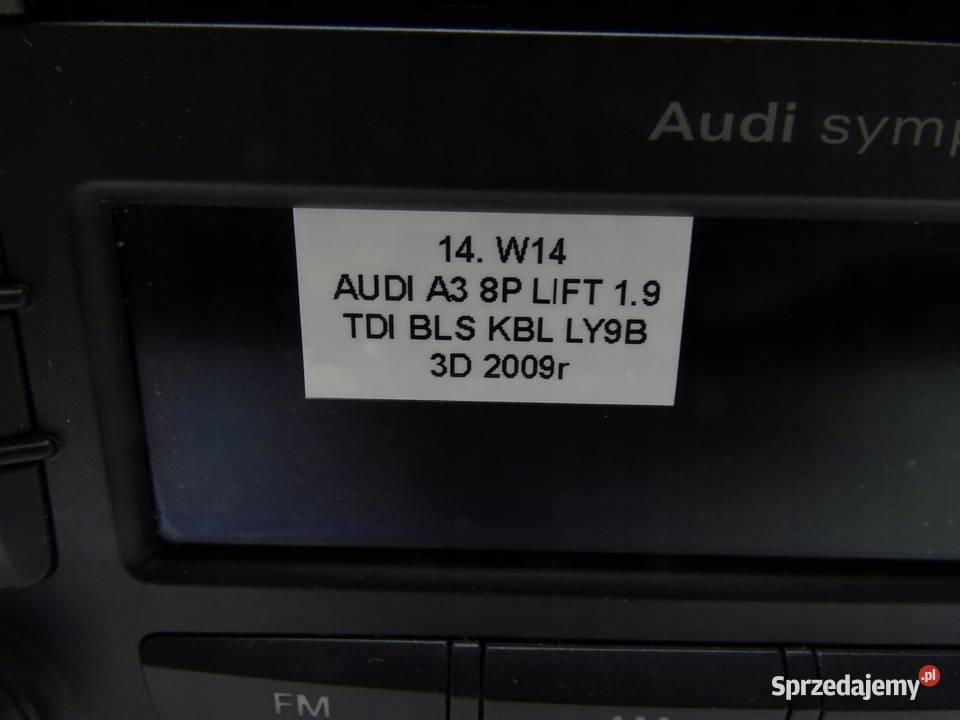 Audi symp
14. W14
AUDI A3 8P LIFT 1.9
TDI BLS KBL LY9B
3D 2009r
FM
AM
Sprzedajemy.pl